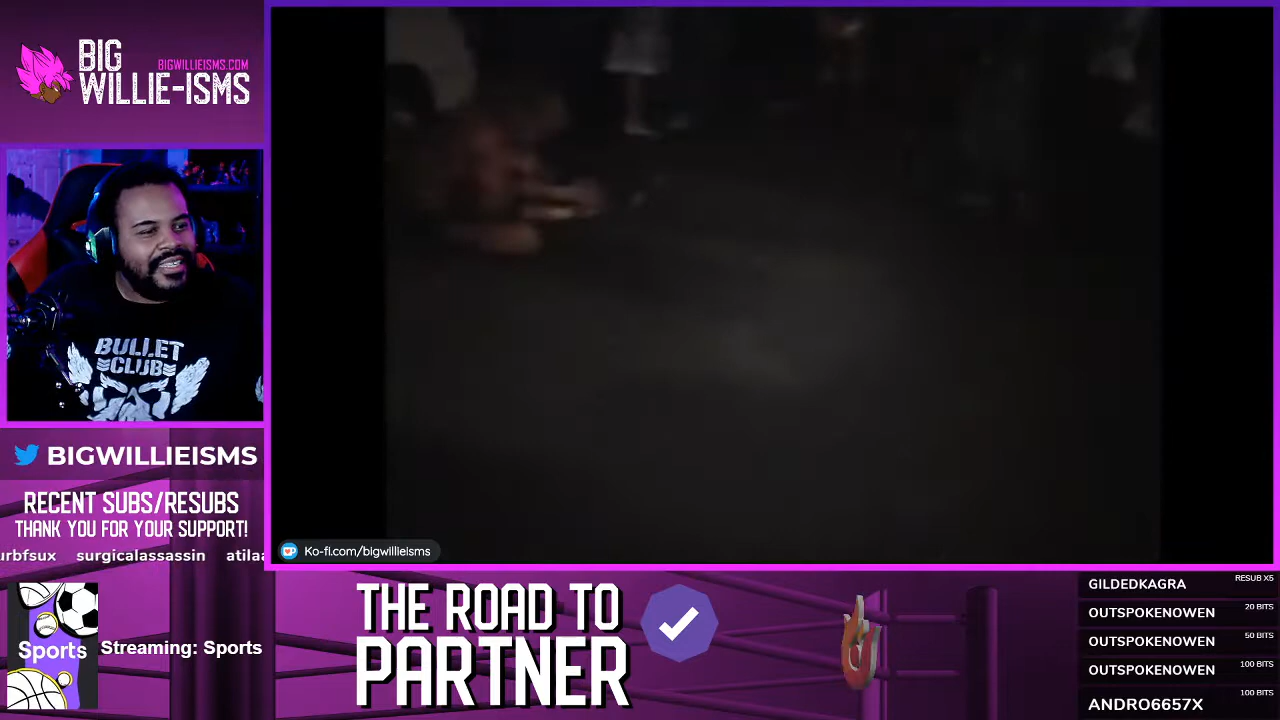 BIG
BIGWILLIEISMS.COM
WILLIE-ISMS
BULLET
CLUB
BIGWILLIEISMS
RECENT SUBS/RESUBS
THANK YOU FOR YOUR SUPPORT!
urbfsux surgicalassassin atilaa
Sports
Streaming: Sports
Ko-fi.com/bigwillieisms
THE ROAD TO
PARTNER
GILDEDKAGRA RESUB X5
OUTSPOKENOWEN 20 BITS
OUTSPOKENOWEN 50 BITS
OUTSPOKENOWEN 100 BITS
ANDRO6657X 100 BITS